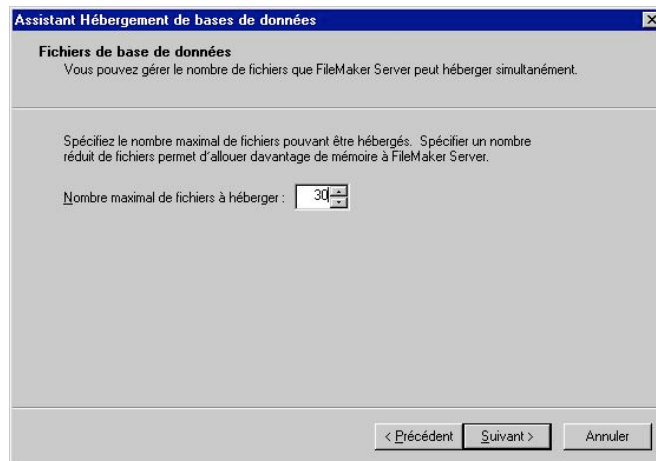 Assistant Hébergement de bases de données
Fichiers de base de données
Vous pouvez gérer le nombre de fichiers que FileMaker Server peut héberger simultanément.
Spécifiez le nombre maximal de fichiers pouvant être hébergés. Spécifier un nombre
réduit de fichiers permet d'allouer davantage de mémoire à FileMaker Server.
Nombre maximal de fichiers à héberger : 30
< Précédent Suivant > Annuler